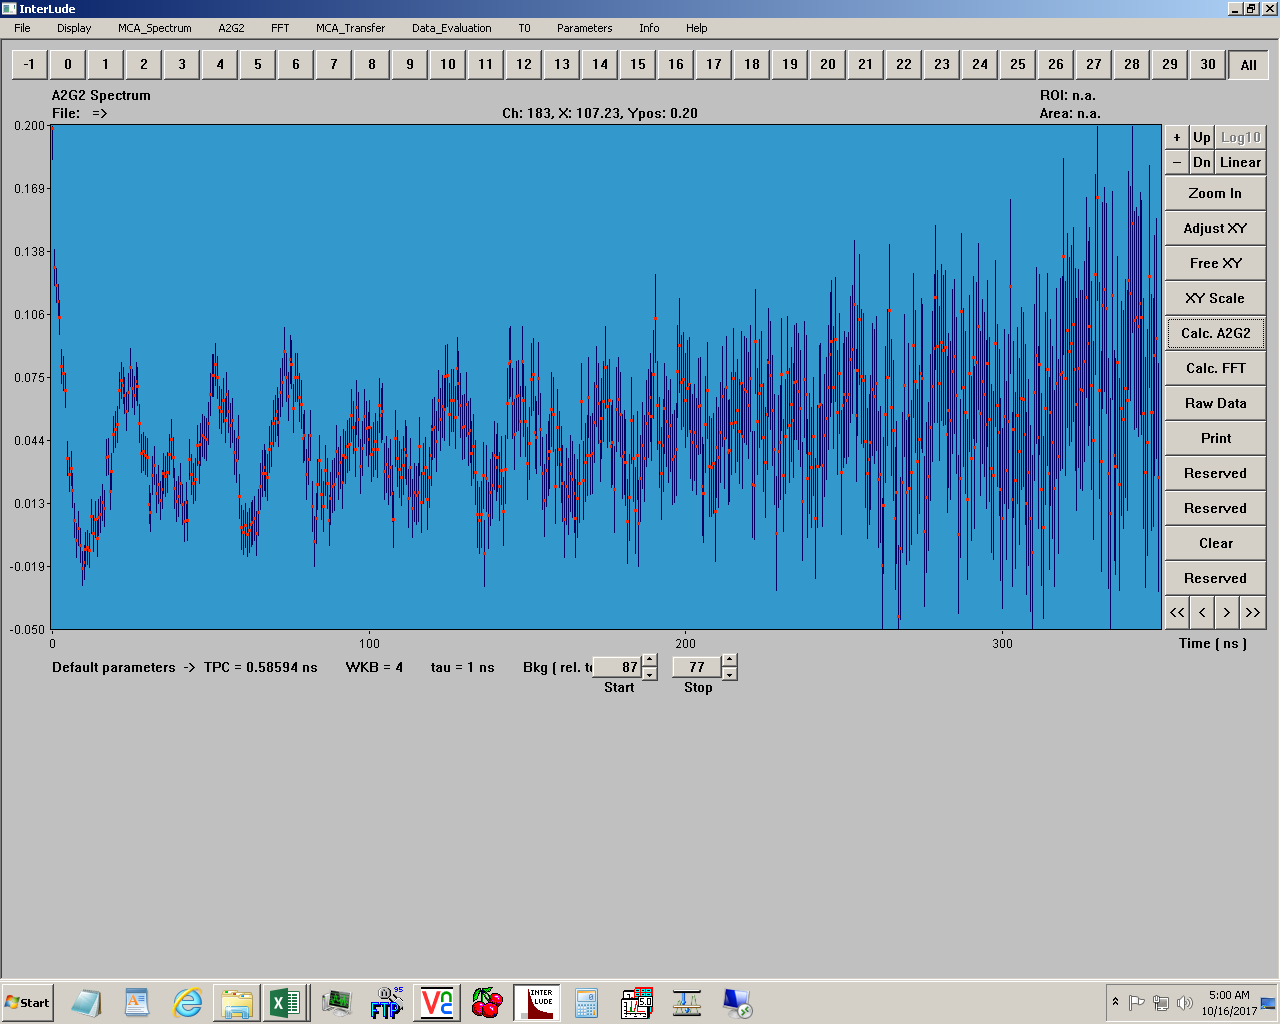 InterLude
File Display MCA_Spectrum A2G2 FFT MCA_Transfer Data_Evaluation T0 Parameters Info Help
-1 0 1 2 3 4 5 6 7 8 9 10 11 12 13 14 15 16 17 18 19 20 21 22 23 24 25 26 27 28 29 30 All
A2G2 Spectrum ROI: n.a.
File: => Ch: 183, X: 107.23, Ypos: 0.20 Area: n.a.
0.200
0.169
0.138
0.106
0.075
0.044
0.013
-0.019
-0.050
0 100 200 300 Time ( ns )
+ Up Log10
– Dn Linear
Zoom In
Adjust XY
Free XY
XY Scale
Calc. A2G2
Calc. FFT
Raw Data
Print
Reserved
Reserved
Clear
Reserved
<< < > >>
Default parameters -> TPC = 0.58594 ns WKB = 4 tau = 1 ns Bkg ( rel. to 87 77
Start Stop
Start
95
FTP
INTER
LUDE
5:00 AM
10/16/2017